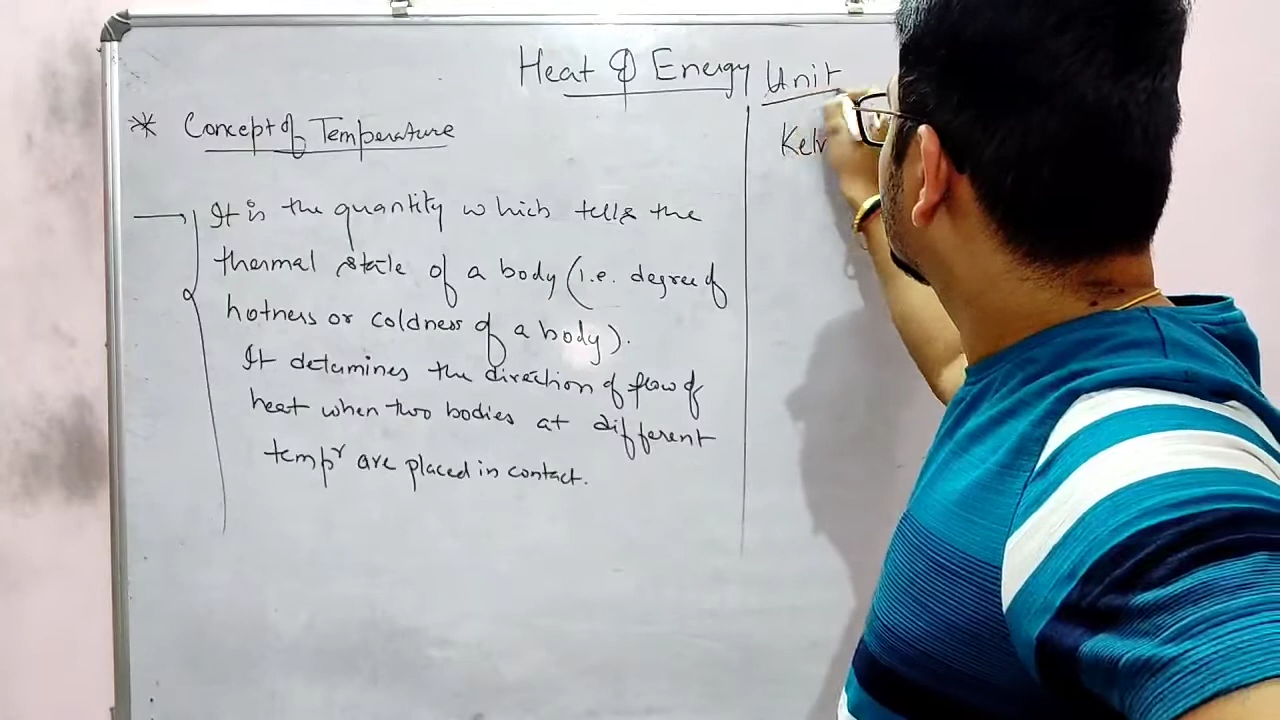 Heat & Energy
* Concept of Temperature
→ It is the quantity which tells the
thermal state of a body (i.e. degree of
hotness or coldness of a body).
It detumines the direction of flow of
heat when two bodies at different
tempr are placed in contact.
Unit
Kelv